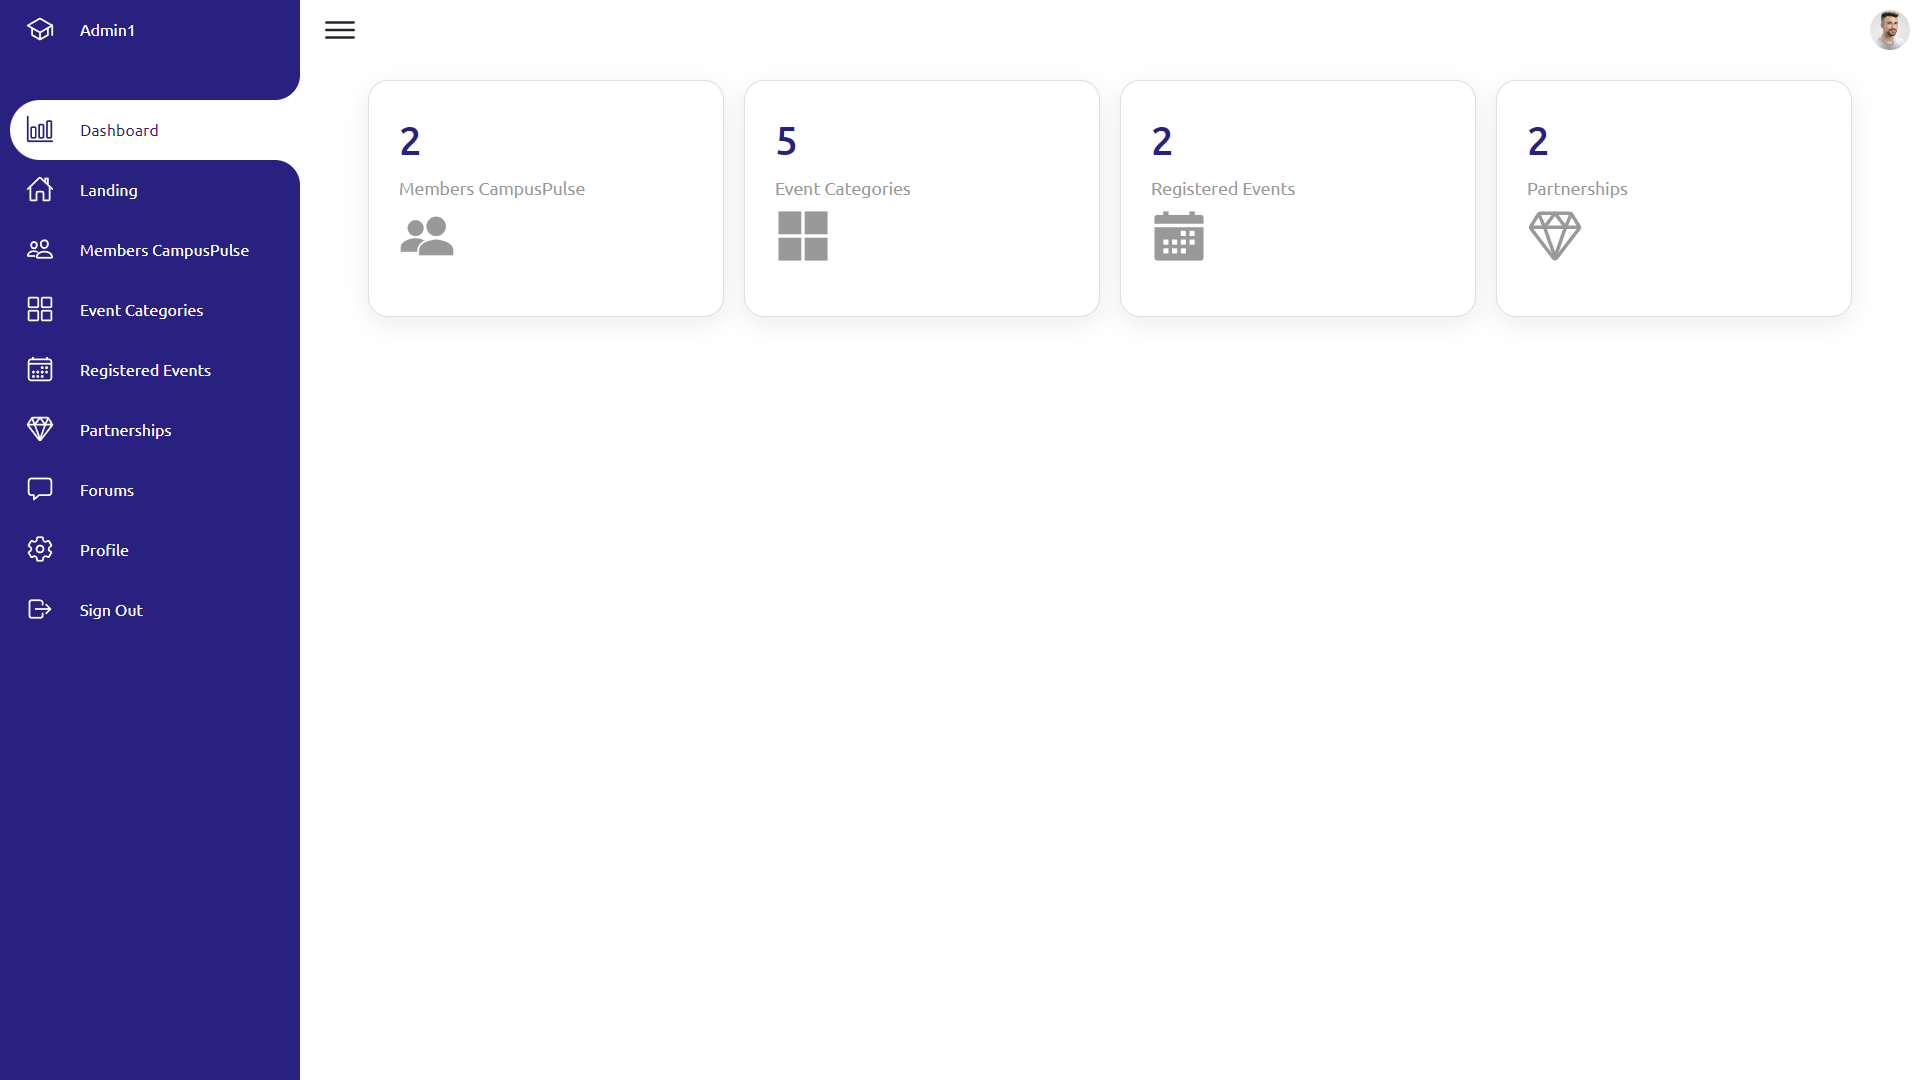 Admin1
Dashboard
Landing
Members CampusPulse
Event Categories
Registered Events
Partnerships
Forums
Profile
Sign Out
2
Members CampusPulse
5
Event Categories
2
Registered Events
2
Partnerships